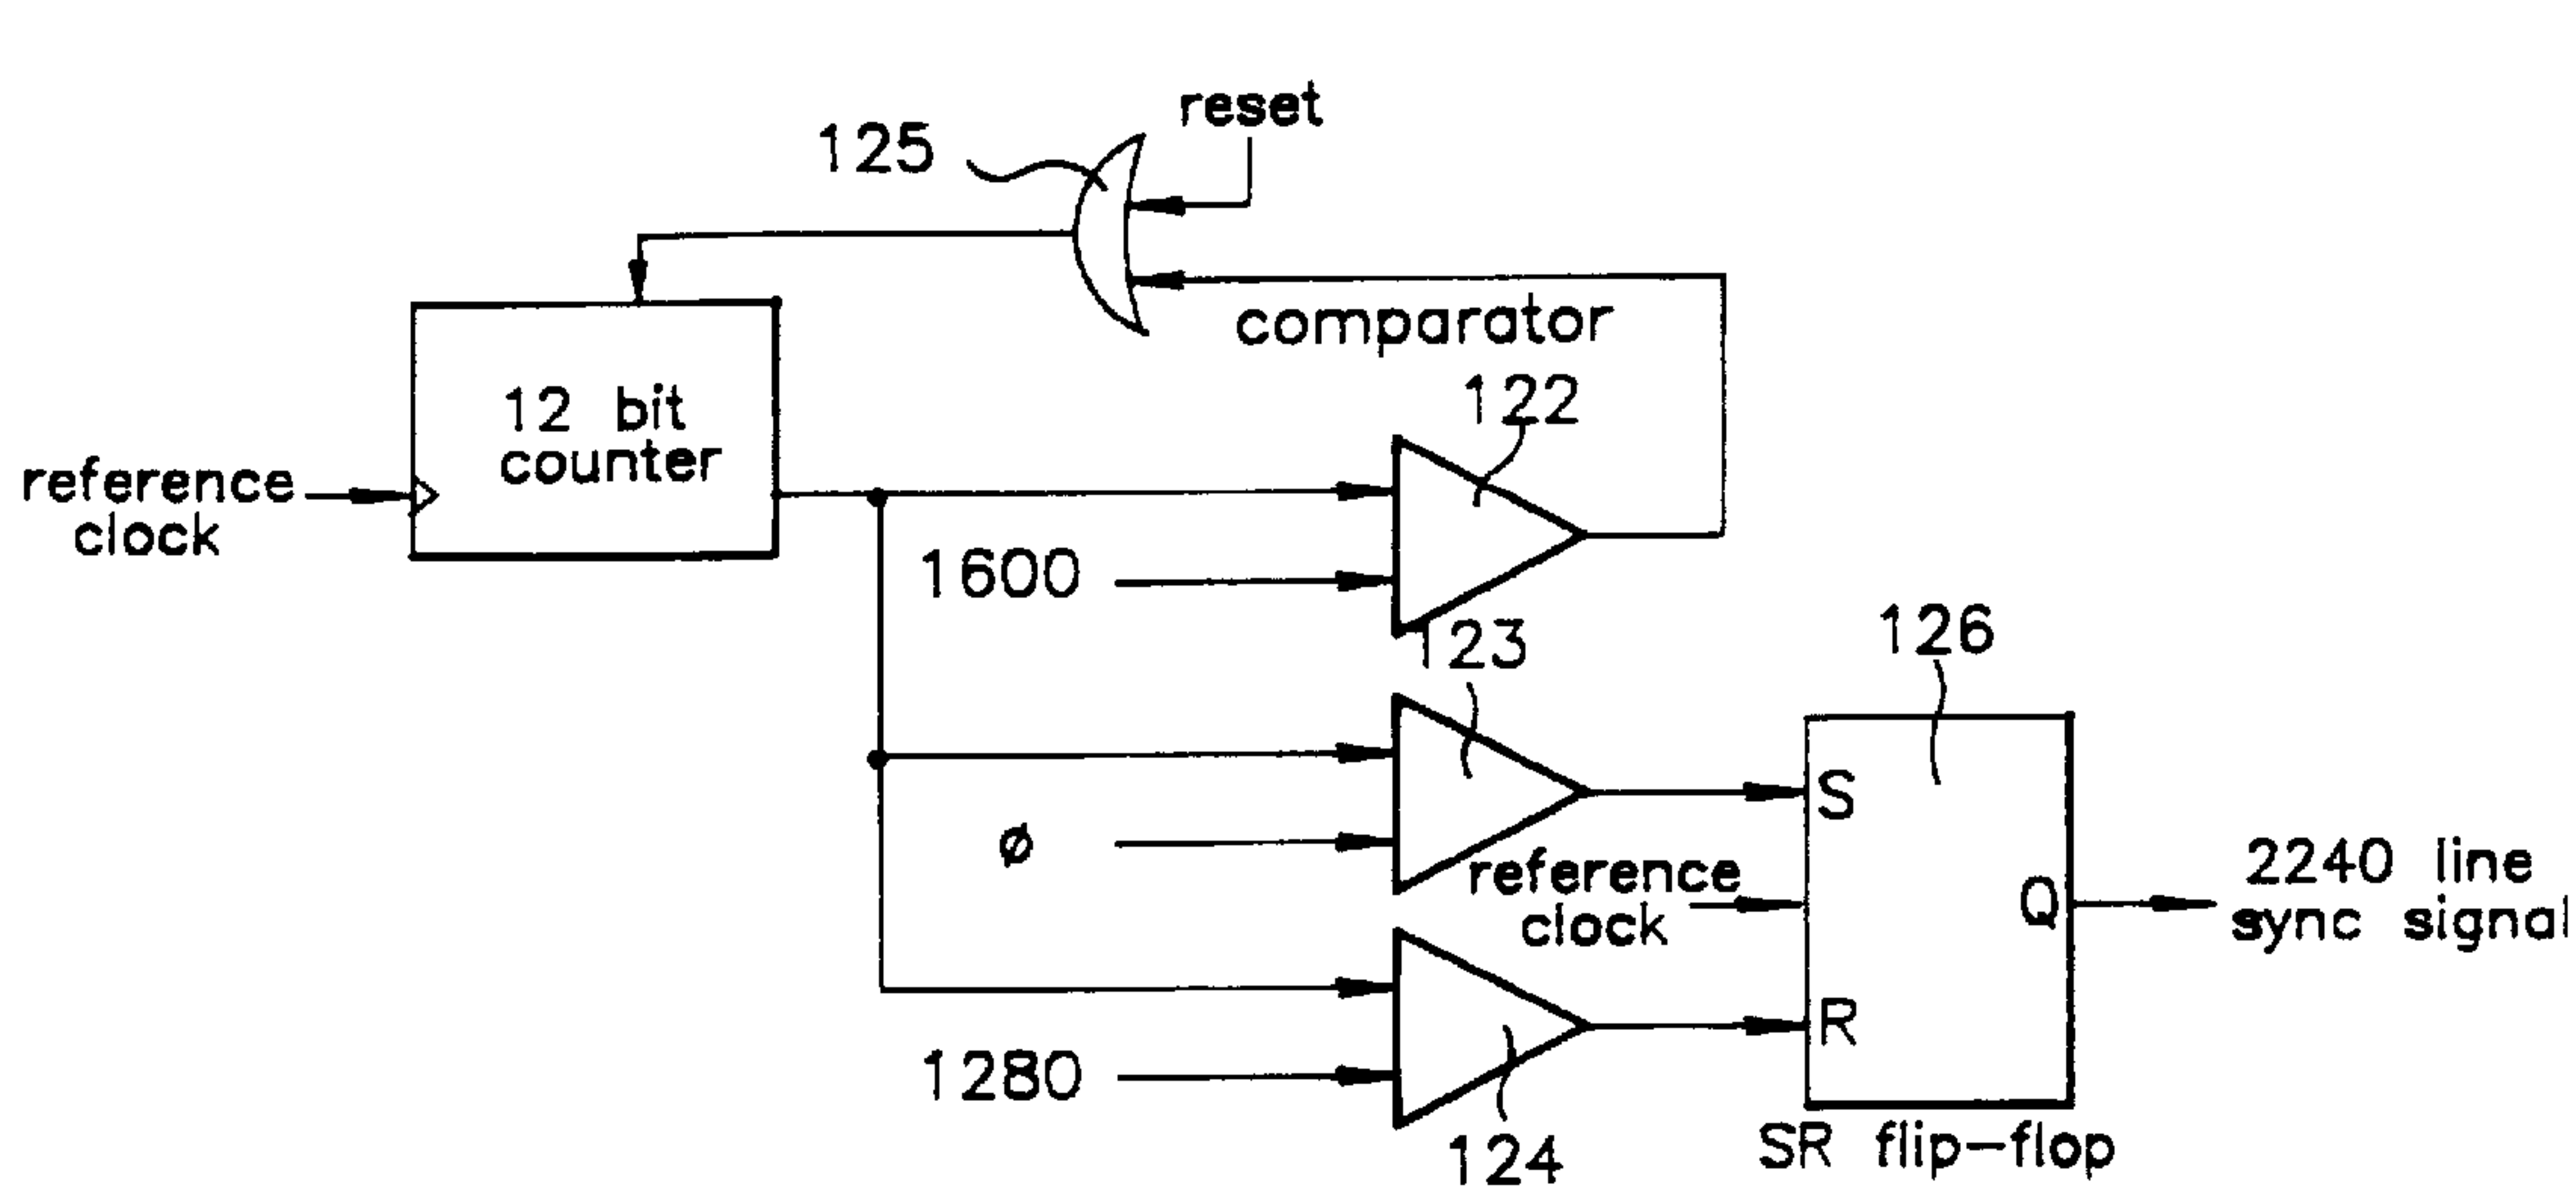 reset
125
comparator
12 bit
counter
122
reference
clock
1600
123
126
S
ø
reference
clock
Q
2240 line
sync signal
R
1280
124
SR flip-flop